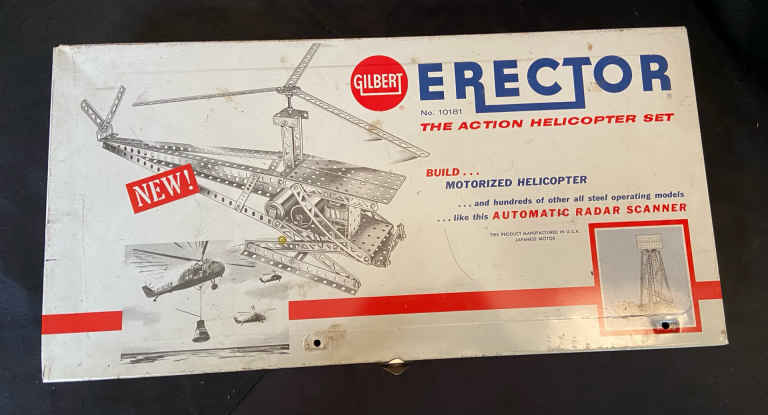 GILBERT
ERECTOR
No. 10181
THE ACTION HELICOPTER SET
NEW!
BUILD...
MOTORIZED HELICOPTER
...and hundreds of other all steel operating models
...like this AUTOMATIC RADAR SCANNER
THIS PRODUCT MANUFACTURED IN U.S.A.
JAPANESE MOTOR